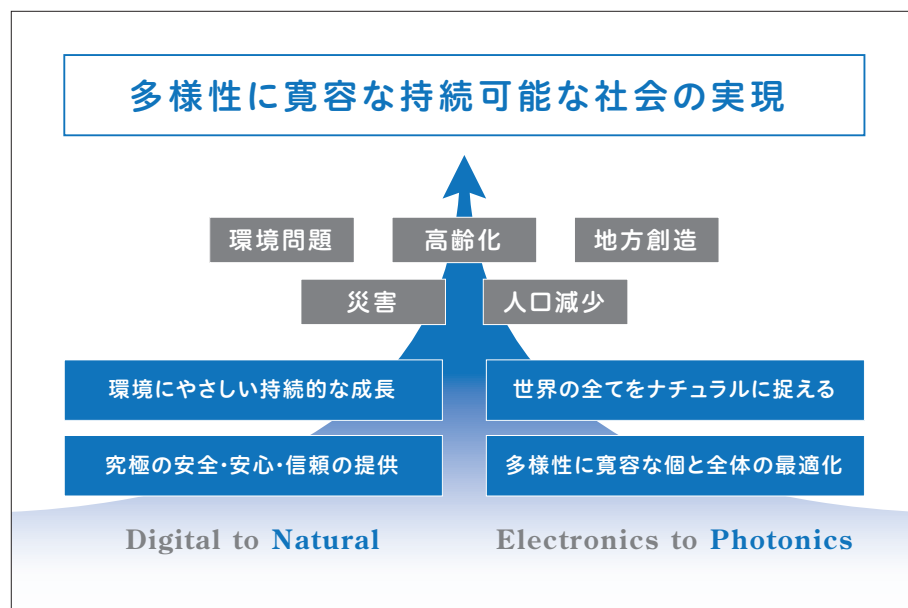 多様性に寛容な持続可能な社会の実現
環境問題
高齢化
地方創造
災害
人口減少
環境にやさしい持続的な成長
世界の全てをナチュラルに捉える
究極の安全・安心・信頼の提供
多様性に寛容な個と全体の最適化
Digital to Natural
Electronics to Photonics